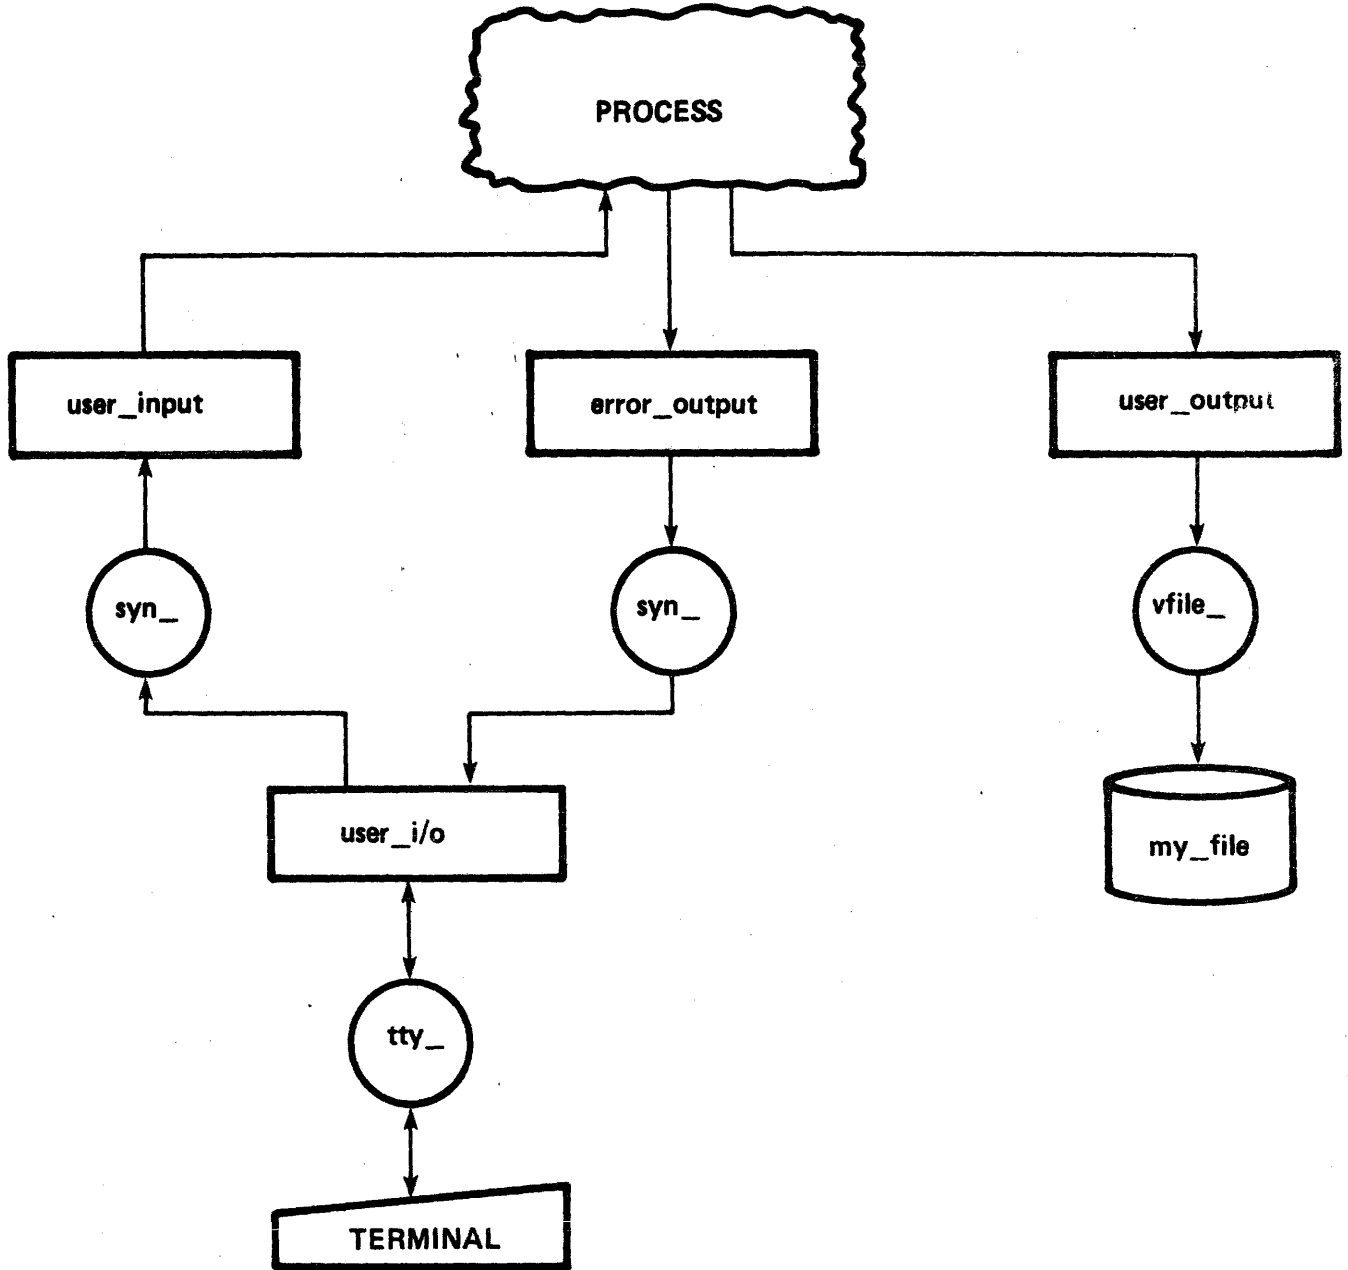 PROCESS
user_input
error_output
user_output
syn_
syn_
vfile_
user_i/o
my_file
tty_
TERMINAL